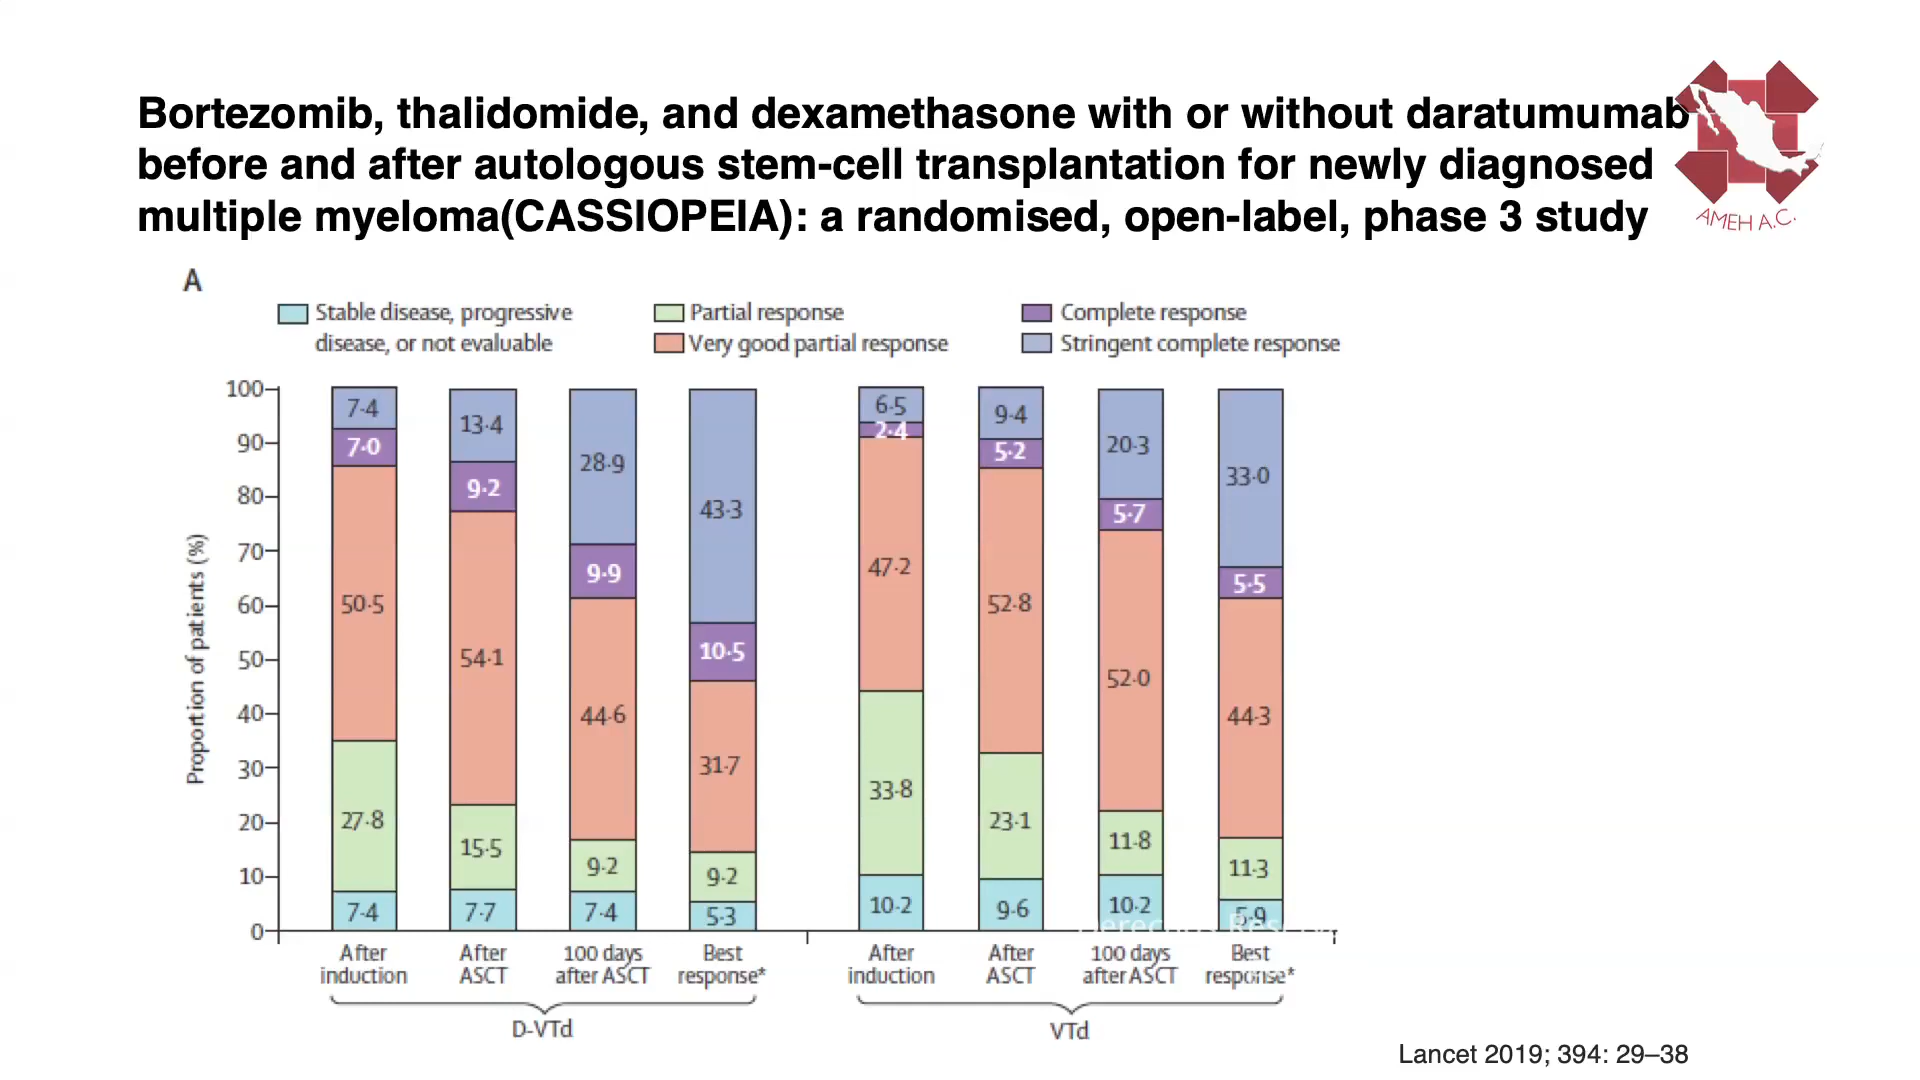 Bortezomib, thalidomide, and dexamethasone with or without daratumumab
before and after autologous stem-cell transplantation for newly diagnosed
multiple myeloma(CASSIOPEIA): a randomised, open-label, phase 3 study
AMEH A.C.
A
Stable disease, progressive
disease, or not evaluable
Partial response
Very good partial response
Complete response
Stringent complete response
Proportion of patients (%)
100
90
80
70
60
50
40
30
20
10
0
7·4
7·0
50·5
27·8
7·4
13·4
9·2
54·1
15·5
7·7
28·9
9·9
44·6
9·2
7·4
43·3
10·5
31·7
9·2
5·3
6·5
2·4
47·2
33·8
10·2
9·4
5·2
52·8
23·1
9·6
20·3
5·7
52·0
11·8
10·2
33·0
5·5
44·3
11·3
5·9
After
induction
After
ASCT
100 days
after ASCT
Best
response*
After
induction
After
ASCT
100 days
after ASCT
Best
response*
D-VTd
VTd
Lancet 2019; 394: 29–38